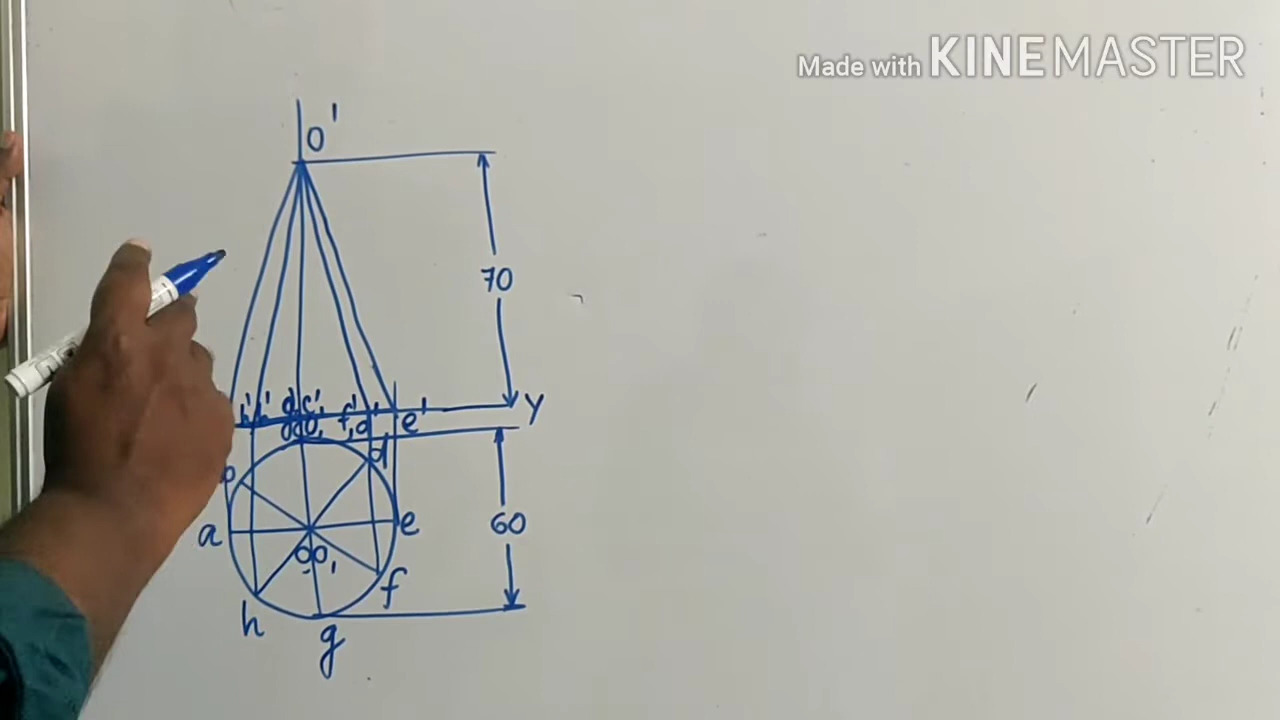 Made with KINEMASTER
O'
70
b' h' d' c' f', d' e' Y
O,
b d
a e 60
O O,
f
h
g